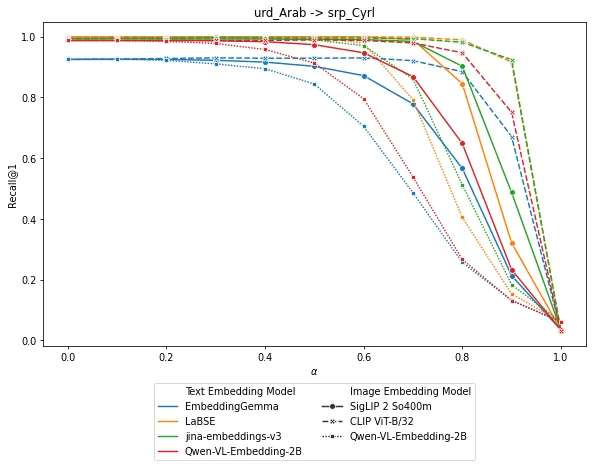 urd_Arab -> srp_Cyrl
Recall@1
1.0
0.8
0.6
0.4
0.2
0.0
0.0 0.2 0.4 0.6 0.8 1.0
α
Text Embedding Model
EmbeddingGemma
LaBSE
jina-embeddings-v3
Qwen-VL-Embedding-2B
Image Embedding Model
SigLIP 2 So400m
CLIP ViT-B/32
Qwen-VL-Embedding-2B